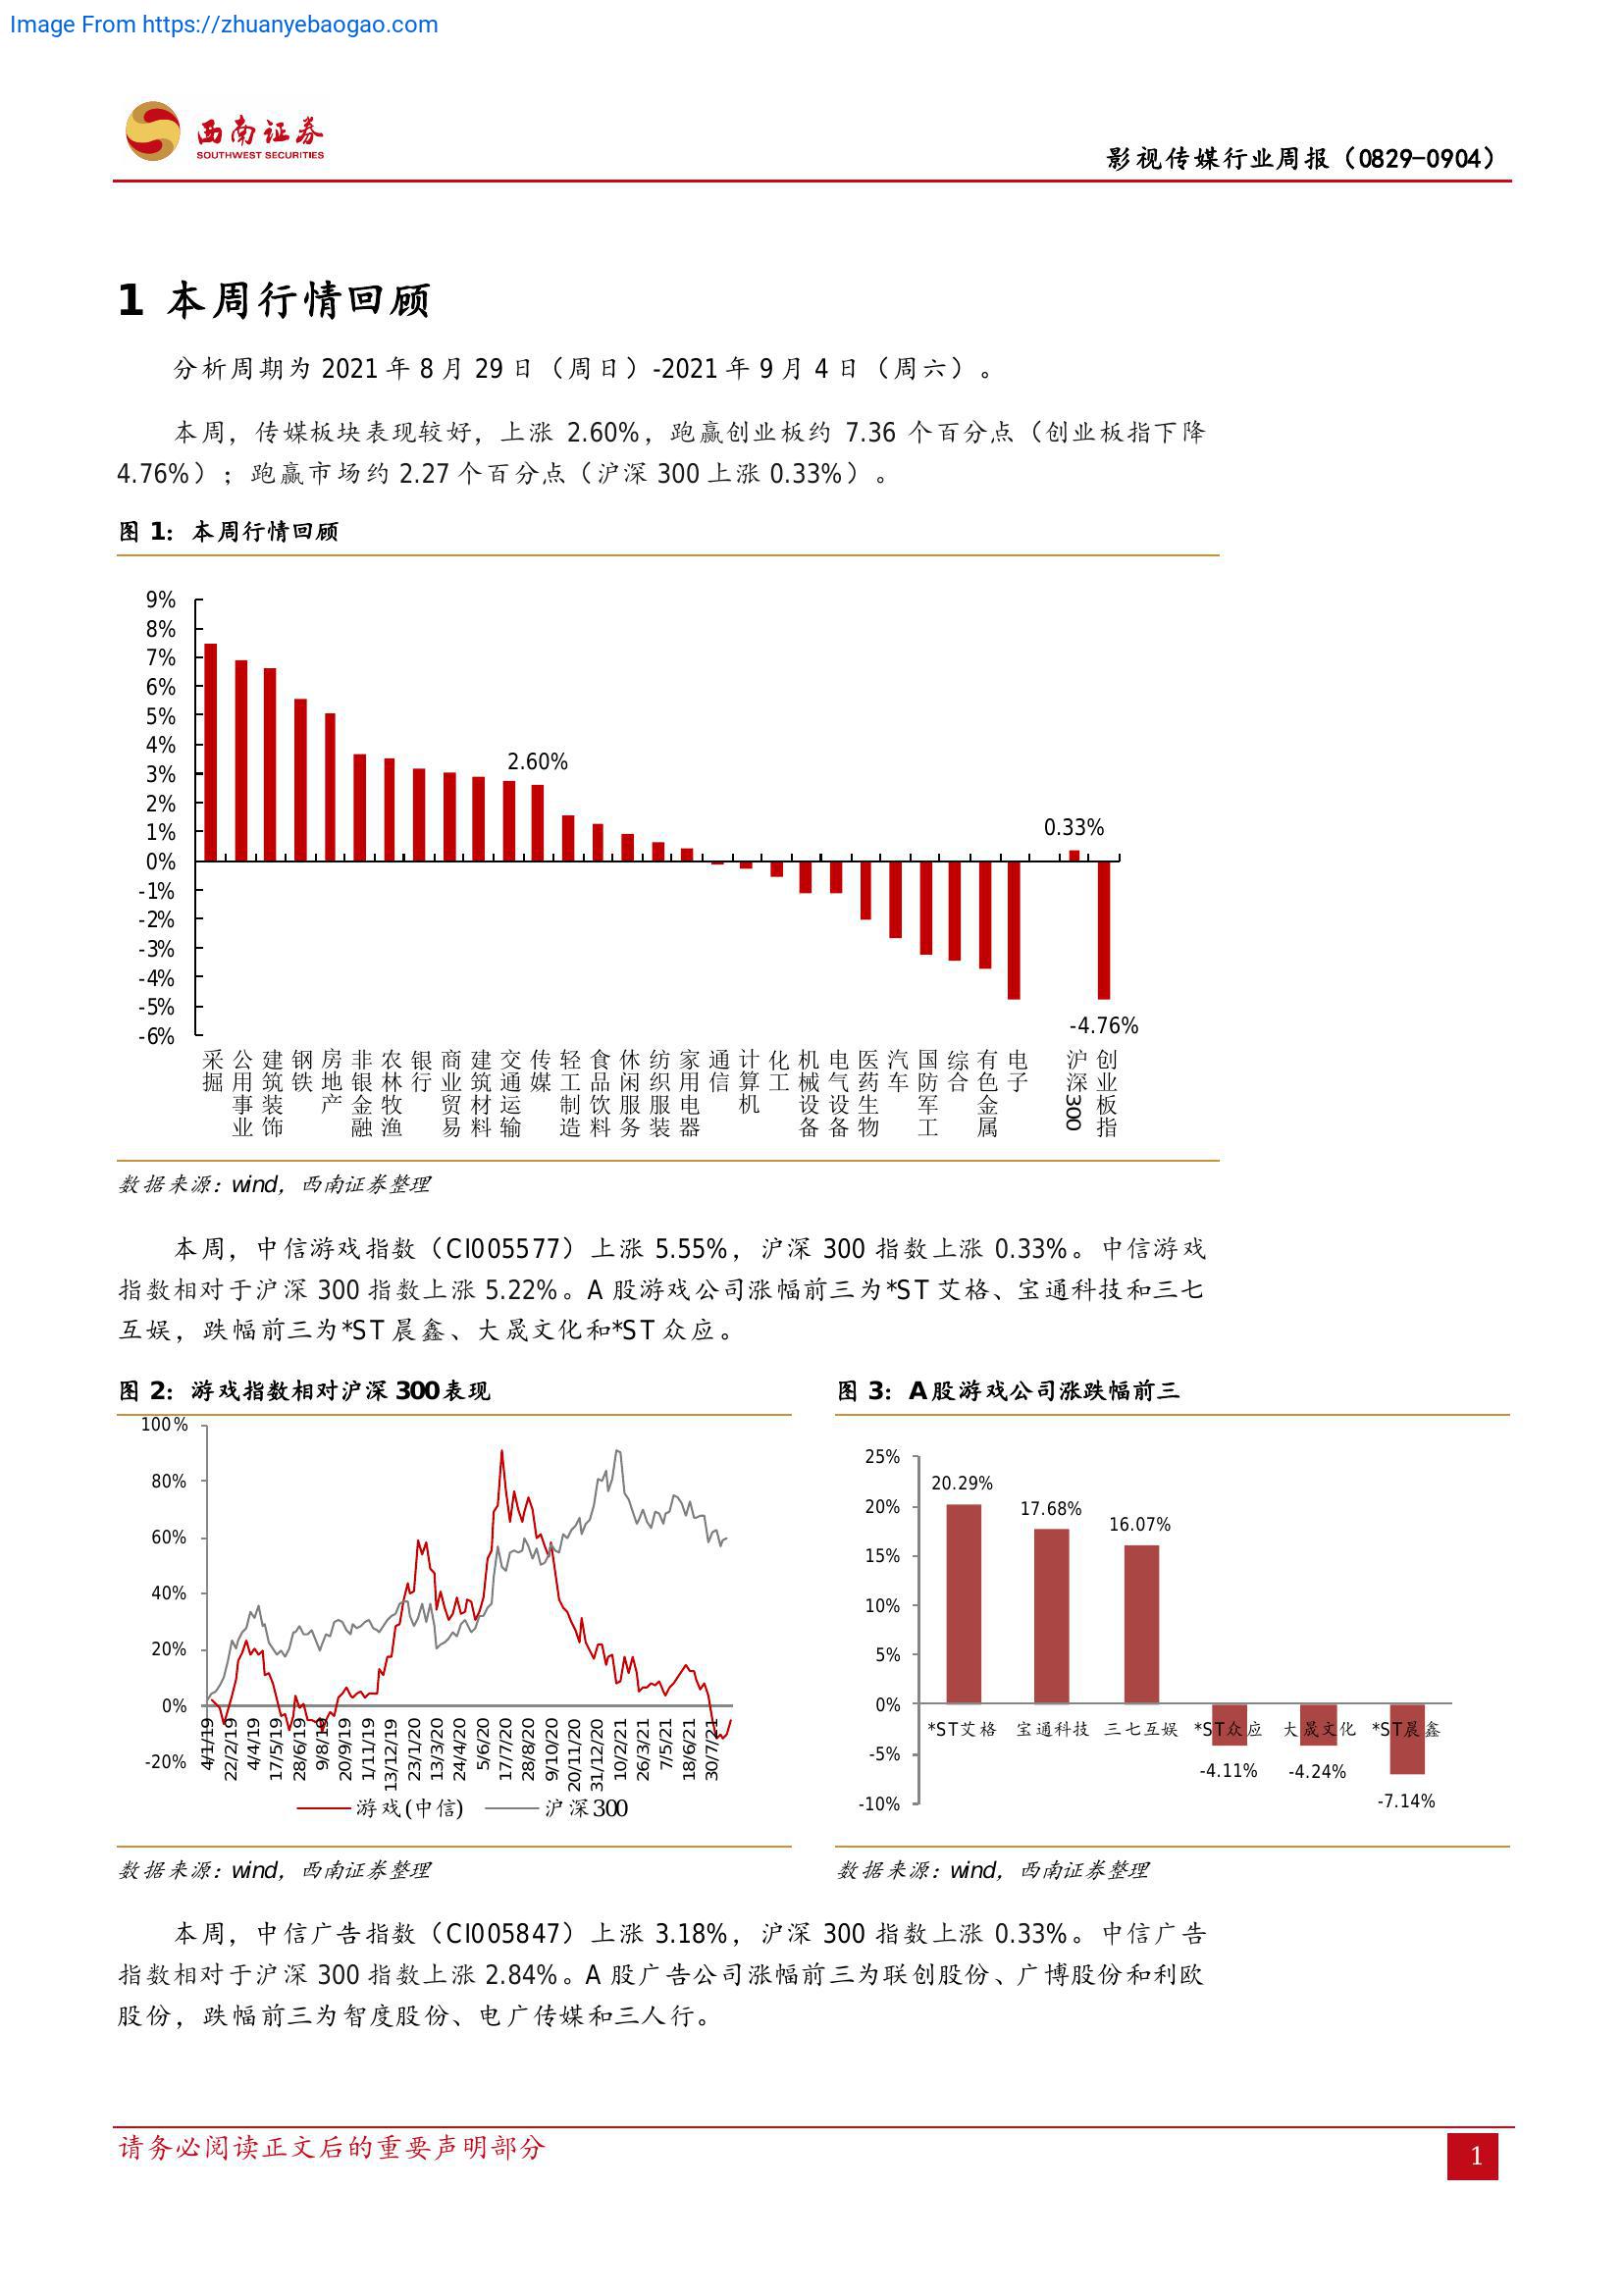 Image From https://zhuanyebaogao.com
西南证券
SOUTHWEST SECURITIES
影视传媒行业周报（0829-0904）
1 本周行情回顾
分析周期为 2021 年 8 月 29 日（周日）-2021 年 9 月 4 日（周六）。
本周，传媒板块表现较好，上涨 2.60%，跑赢创业板约 7.36 个百分点（创业板指下降
4.76%）；跑赢市场约 2.27 个百分点（沪深 300 上涨 0.33%）。
图 1：本周行情回顾
9%
8%
7%
6%
5%
4%
3%
2%
1%
0%
-1%
-2%
-3%
-4%
-5%
-6%
2.60%
0.33%
-4.76%
采掘
公用事业
建筑装饰
钢铁
房地产
非银金融
农林牧渔
银行
商业贸易
建筑材料
交通运输
传媒
轻工制造
食品饮料
休闲服务
纺织服装
家用电器
通信
计算机
化工
机械设备
电气设备
医药生物
汽车
国防军工
综合
有色金属
电子
沪深300
创业板指
数据来源：wind，西南证券整理
本周，中信游戏指数（CI005577）上涨 5.55%，沪深 300 指数上涨 0.33%。中信游戏
指数相对于沪深 300 指数上涨 5.22%。A 股游戏公司涨幅前三为*ST 艾格、宝通科技和三七
互娱，跌幅前三为*ST 晨鑫、大晟文化和*ST 众应。
图 2：游戏指数相对沪深 300 表现
100%
80%
60%
40%
20%
0%
-20%
4/1/19
22/2/19
4/4/19
17/5/19
28/6/19
9/8/19
20/9/19
1/11/19
13/12/19
23/1/20
13/3/20
24/4/20
5/6/20
17/7/20
28/8/20
9/10/20
20/11/20
31/12/20
10/2/21
26/3/21
7/5/21
18/6/21
30/7/21
游戏(中信)
沪深300
数据来源：wind，西南证券整理
图 3：A 股游戏公司涨跌幅前三
25%
20%
15%
10%
5%
0%
-5%
-10%
20.29%
17.68%
16.07%
*ST艾格
宝通科技
三七互娱
*ST众应
大晟文化
*ST晨鑫
-4.11%
-4.24%
-7.14%
数据来源：wind，西南证券整理
本周，中信广告指数（CI005847）上涨 3.18%，沪深 300 指数上涨 0.33%。中信广告
指数相对于沪深 300 指数上涨 2.84%。A 股广告公司涨幅前三为联创股份、广博股份和利欧
股份，跌幅前三为智度股份、电广传媒和三人行。
请务必阅读正文后的重要声明部分
1